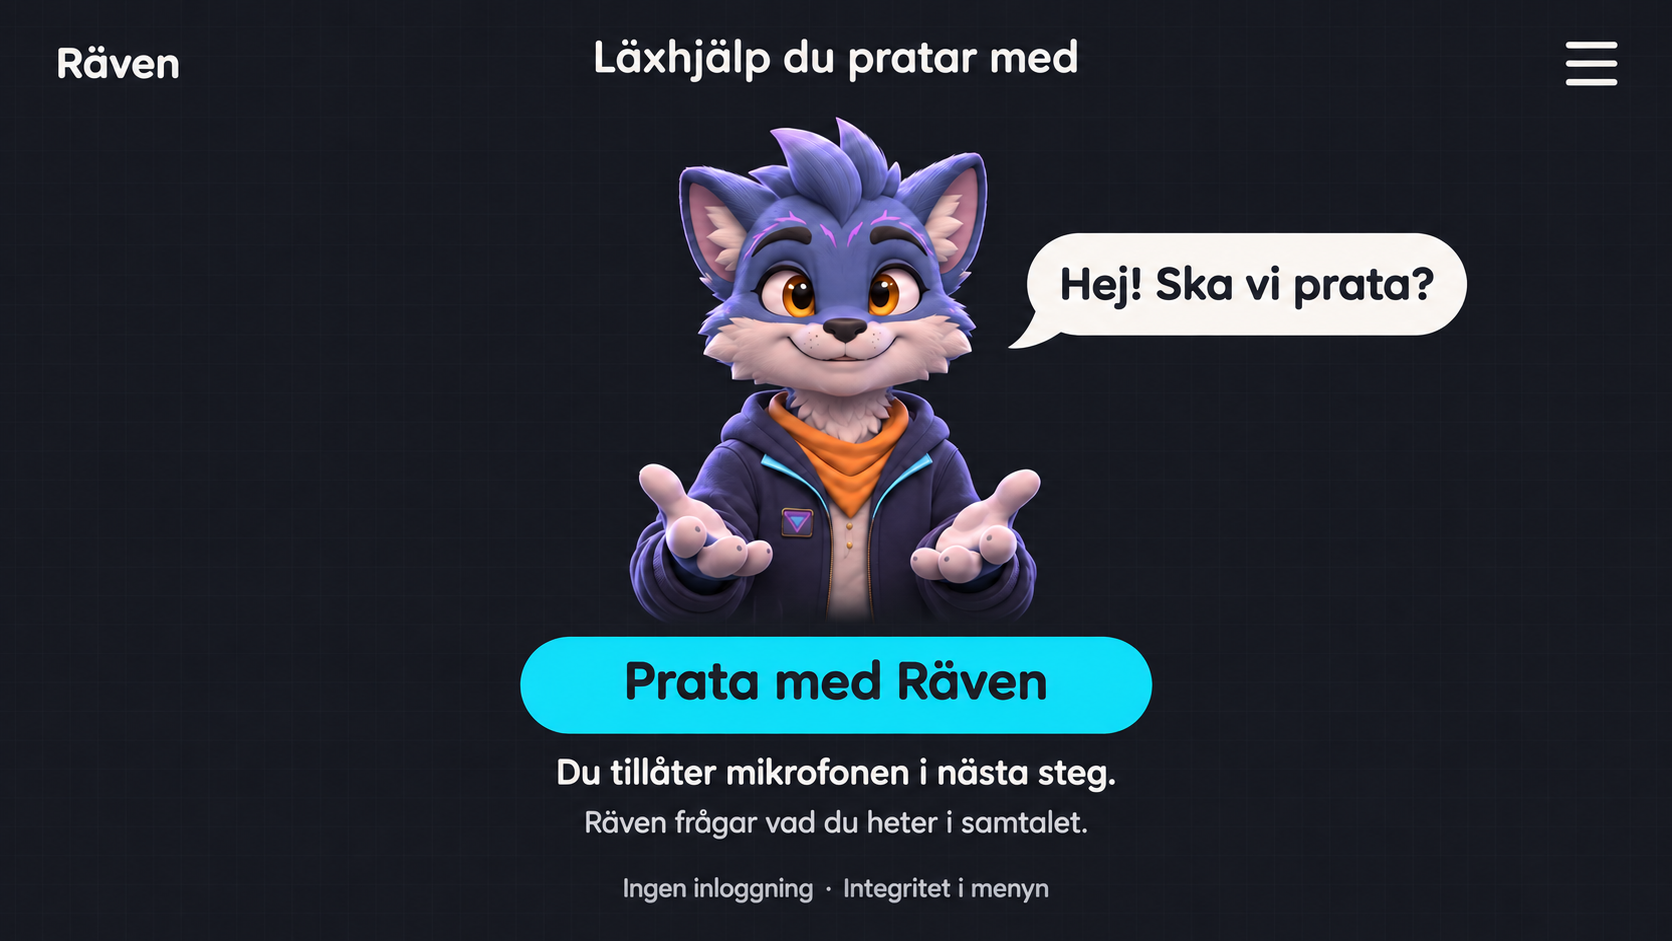 Räven
Läxhjälp du pratar med
Hej! Ska vi prata?
Prata med Räven
Du tillåter mikrofonen i nästa steg.
Räven frågar vad du heter i samtalet.
Ingen inloggning · Integritet i menyn